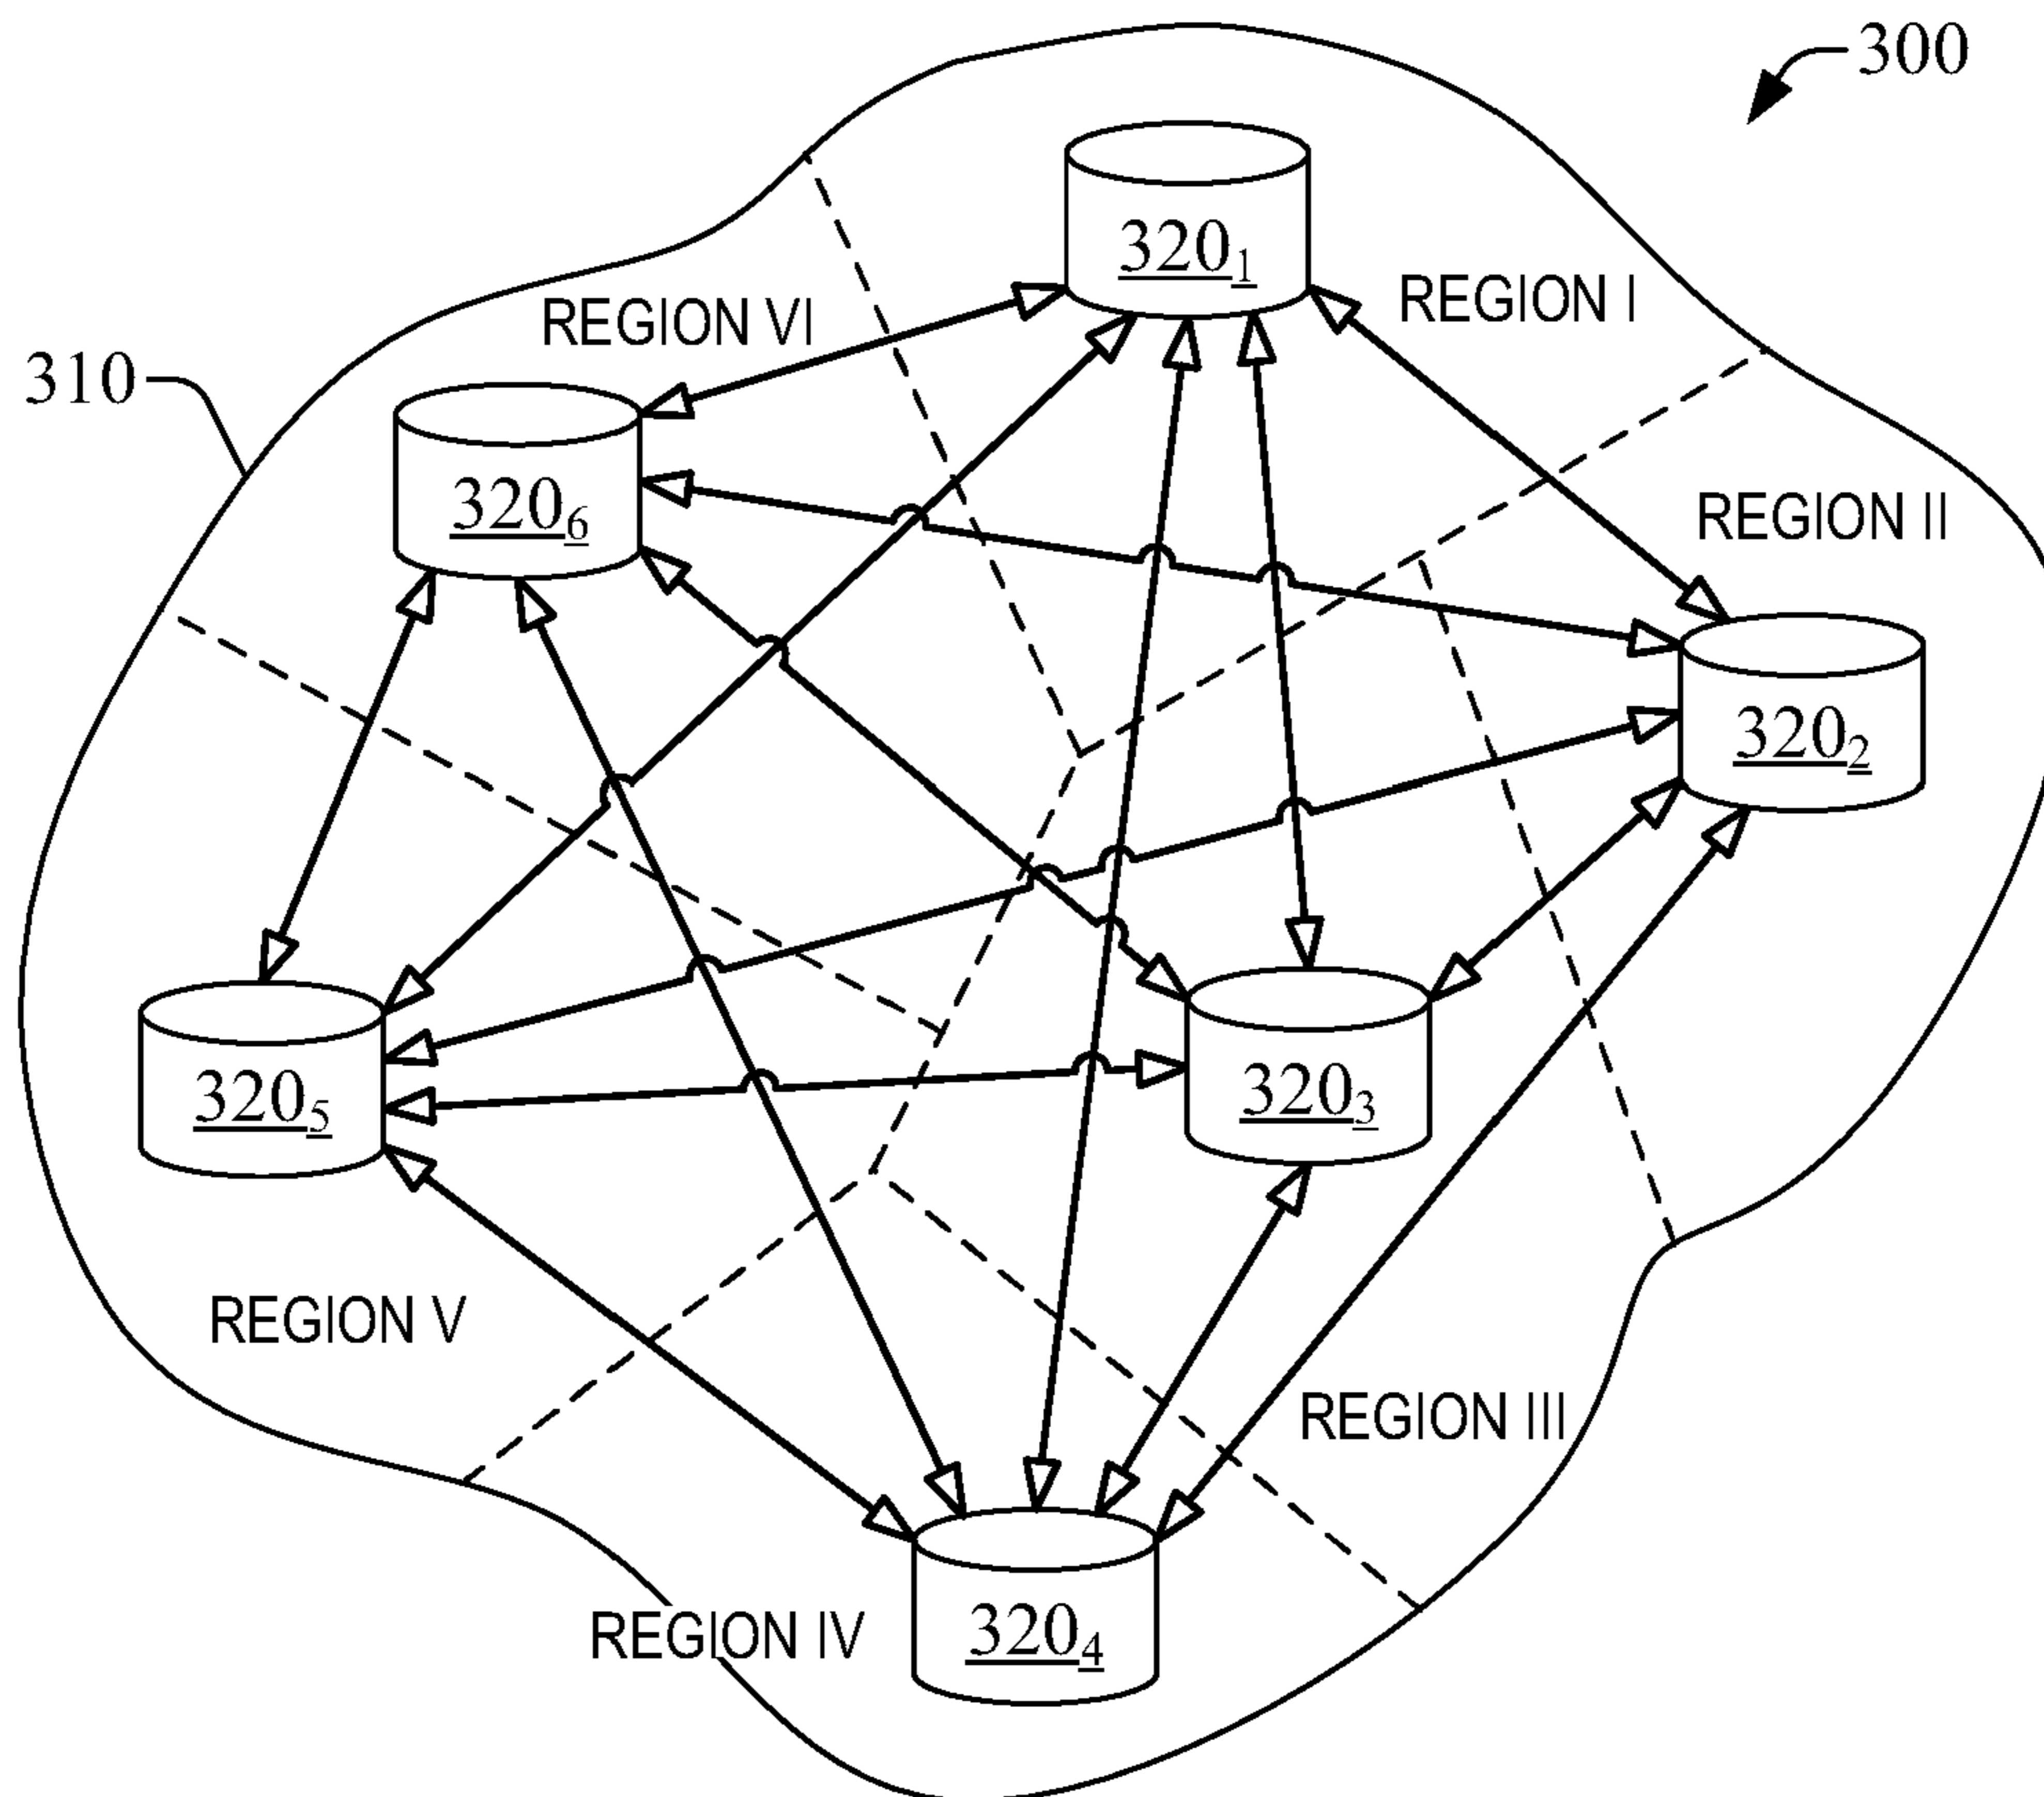 300
320₁
REGION I
REGION VI
310
320₆
REGION II
320₂
320₅
320₃
REGION V
REGION III
REGION IV
320₄